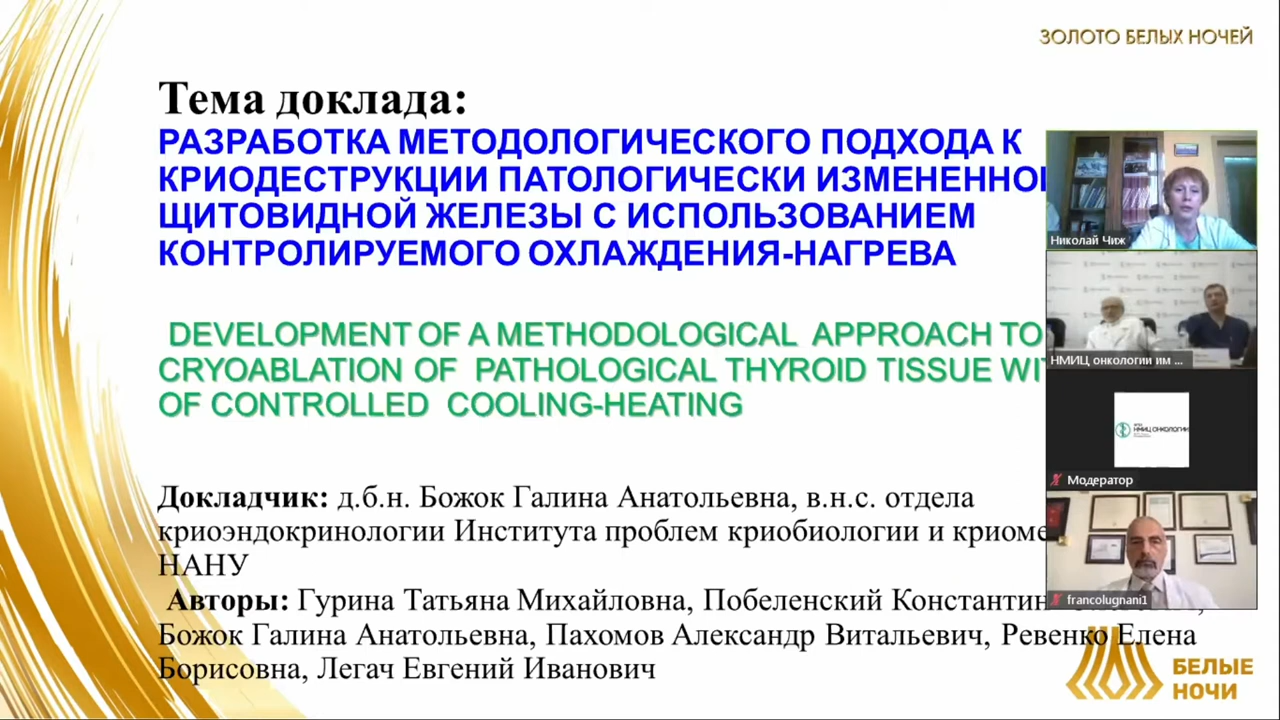 ЗОЛОТО БЕЛЫХ НОЧЕЙ
Тема доклада:
РАЗРАБОТКА МЕТОДОЛОГИЧЕСКОГО ПОДХОДА К
КРИОДЕСТРУКЦИИ ПАТОЛОГИЧЕСКИ ИЗМЕНЕННО
ЩИТОВИДНОЙ ЖЕЛЕЗЫ С ИСПОЛЬЗОВАНИЕМ
КОНТРОЛИРУЕМОГО ОХЛАЖДЕНИЯ-НАГРЕВА
DEVELOPMENT OF A METHODOLOGICAL APPROACH TO
CRYOABLATION OF PATHOLOGICAL THYROID TISSUE WI
OF CONTROLLED COOLING-HEATING
Докладчик: д.б.н. Божок Галина Анатольевна, в.н.с. отдела
криоэндокринологии Института проблем криобиологии и криоме
НАНУ
Авторы: Гурина Татьяна Михайловна, Побеленский Константин
Божок Галина Анатольевна, Пахомов Александр Витальевич, Ревенко Елена
Борисовна, Легач Евгений Иванович
Николай Чиж
НМИЦ онкологии им ...
НМИЦ ОНКОЛОГИИ
Модератор
francolugnani1
БЕЛЫЕ
НОЧИ